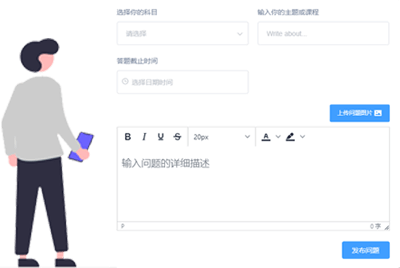 选择你的科目
输入你的主题或课程
请选择
Write about...
答题截止时间
选择日期时间
上传问题图片
B I U S 20px A
输入问题的详细描述
P
0 字
发布问题